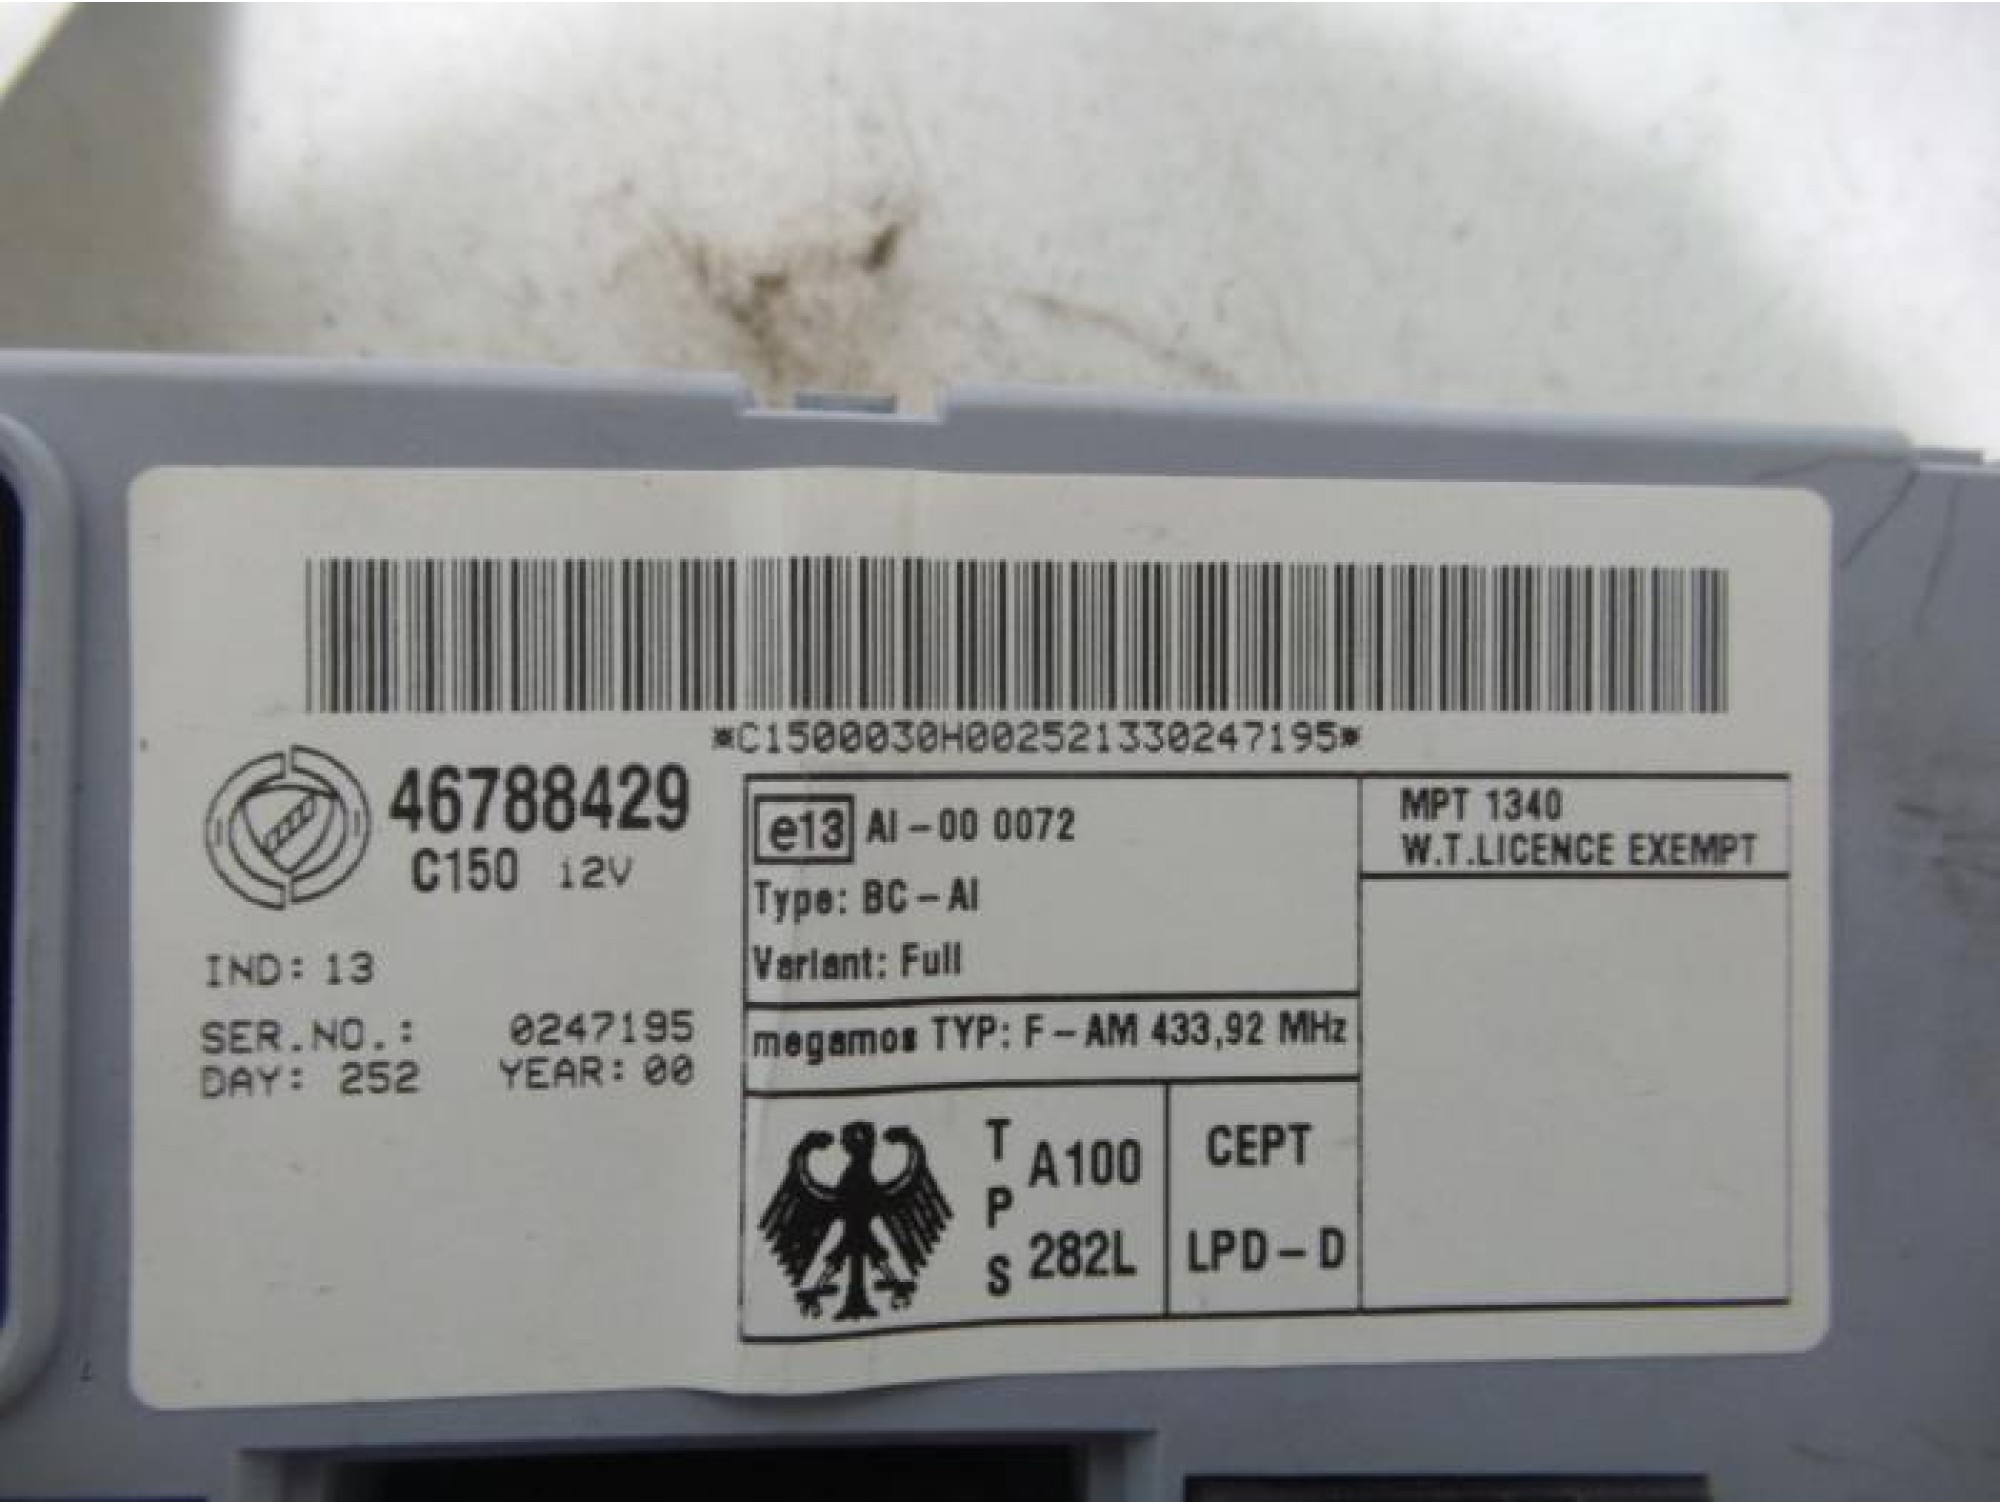 *C1500030H002521330247195*
46788429
C150 12V
IND: 13
SER.NO.: 0247195
DAY: 252 YEAR: 00
e13 AI-00 0072
Type: BC-AI
Variant: Full
megamos TYP: F-AM 433,92 MHz
TPS
A100
282L
CEPT
LPD-D
MPT 1340
W.T.LICENCE EXEMPT